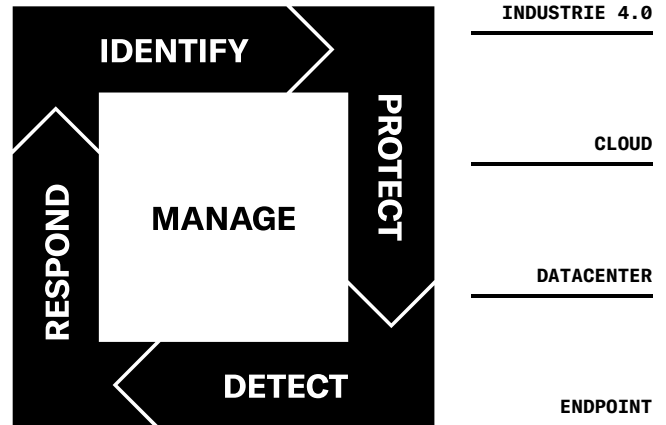 IDENTIFY
PROTECT
MANAGE
RESPOND
DETECT
INDUSTRIE 4.0
CLOUD
DATACENTER
ENDPOINT